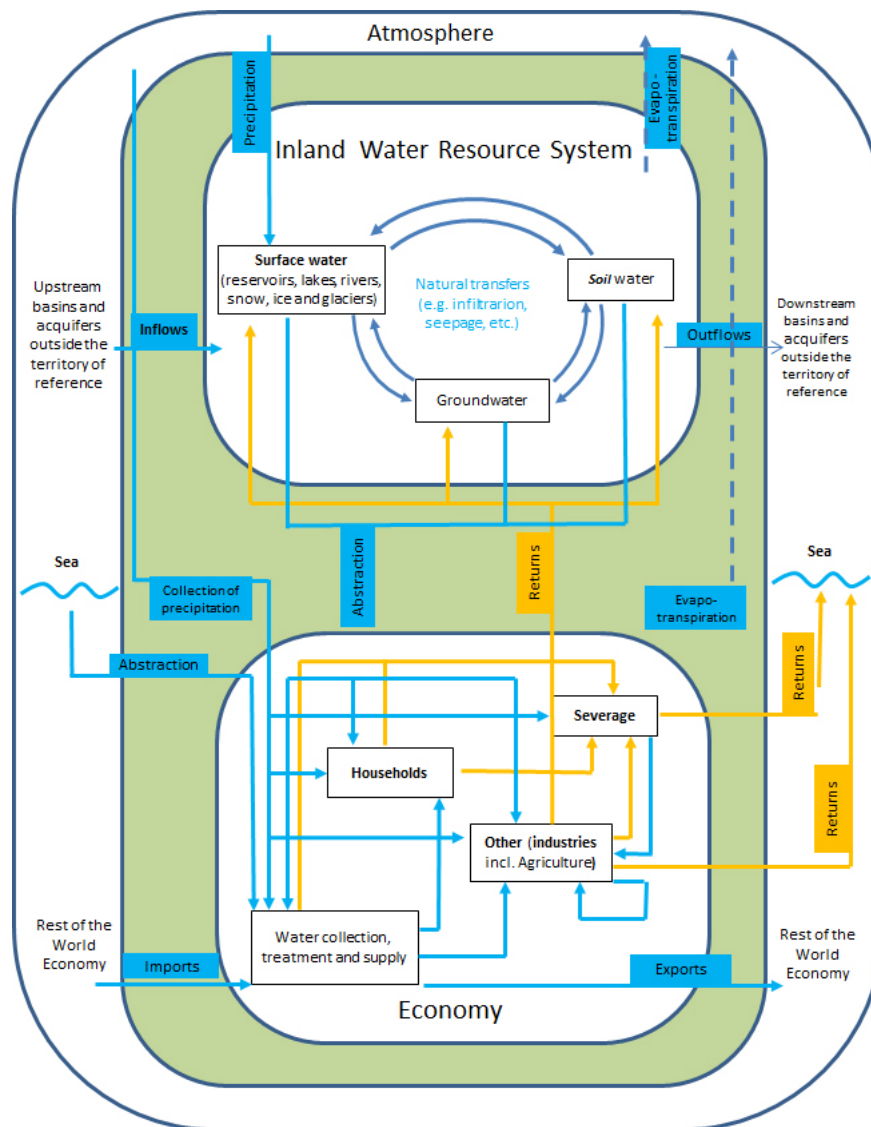 Atmosphere
Precipitation
Evapo-
transpiration
Inland Water Resource System
Surface water
(reservoirs, lakes, rivers,
snow, ice and glaciers)
Natural transfers
(e.g. infiltrarion,
seepage, etc.)
Soil water
Upstream
basins and
acquifers
outside the
territory of
reference
Inflows
Outflows
Downstream
basins and
acquifers
outside the
territory of
reference
Groundwater
Sea
Collection of
precipitation
Abstraction
Returns
Evapo-
transpiration
Sea
Abstraction
Severage
Returns
Households
Returns
Other (industries
incl. Agriculture)
Rest of the
World
Economy
Imports
Water collection,
treatment and supply
Exports
Rest of the
World
Economy
Economy